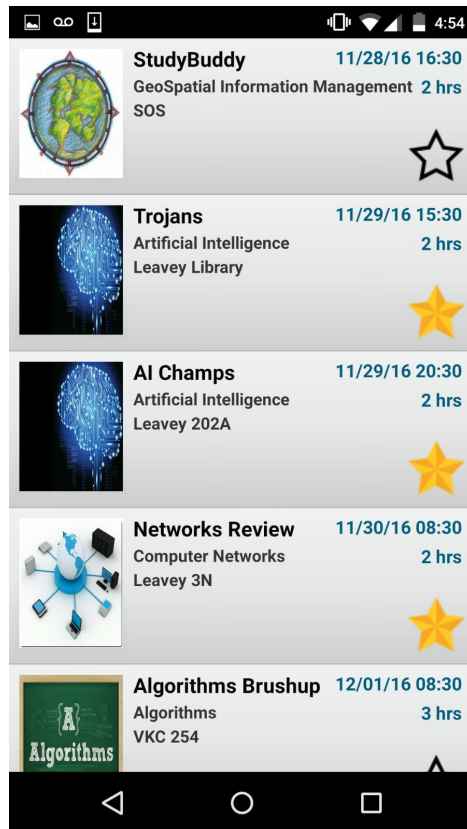 4:54
StudyBuddy 11/28/16 16:30
GeoSpatial Information Management 2 hrs
SOS
Trojans 11/29/16 15:30
Artificial Intelligence 2 hrs
Leavey Library
AI Champs 11/29/16 20:30
Artificial Intelligence 2 hrs
Leavey 202A
Networks Review 11/30/16 08:30
Computer Networks 2 hrs
Leavey 3N
Algorithms Brushup 12/01/16 08:30
Algorithms 3 hrs
VKC 254
{A}
Algorithms